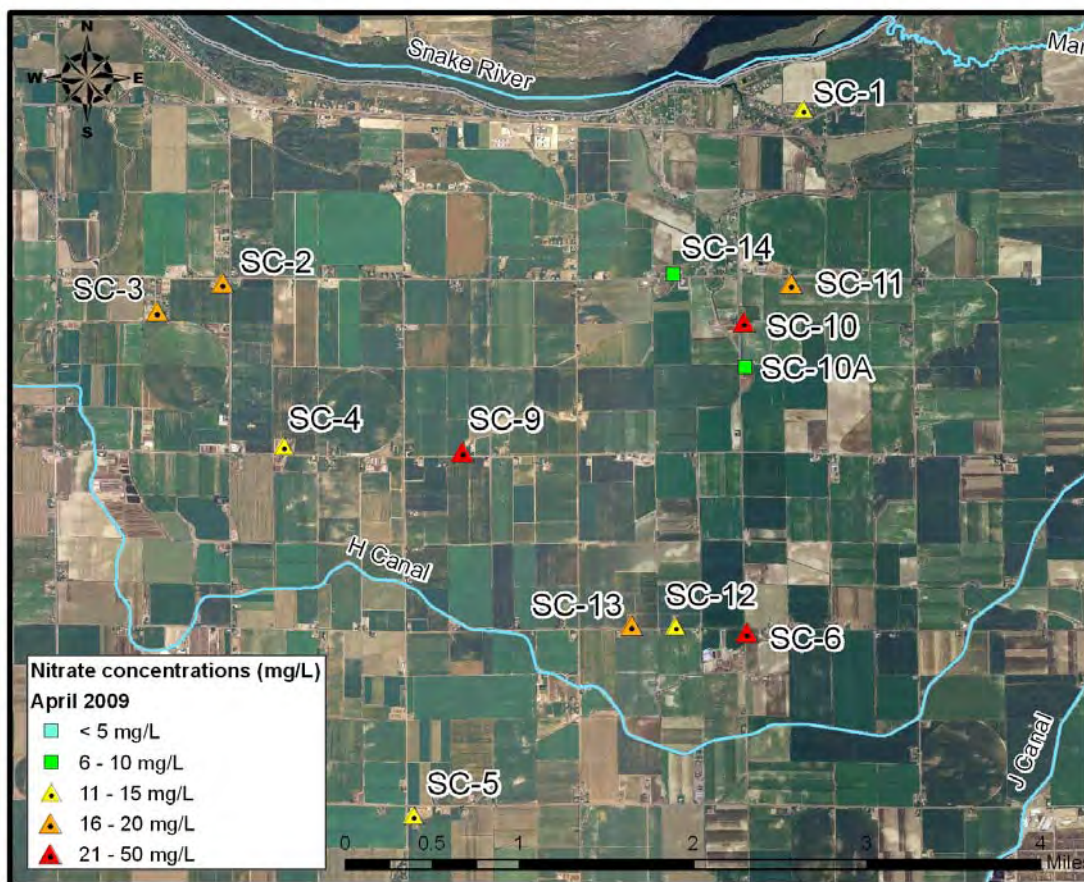 N
W E
S
Snake River
Mar
SC-1
SC-2
SC-14
SC-3
SC-11
SC-10
SC-10A
SC-4
SC-9
H Canal
SC-13
SC-12
SC-6
J Canal
SC-5
Nitrate concentrations (mg/L)
April 2009
< 5 mg/L
6 - 10 mg/L
11 - 15 mg/L
16 - 20 mg/L
21 - 50 mg/L
0 0.5 1 2 3 4
Miles